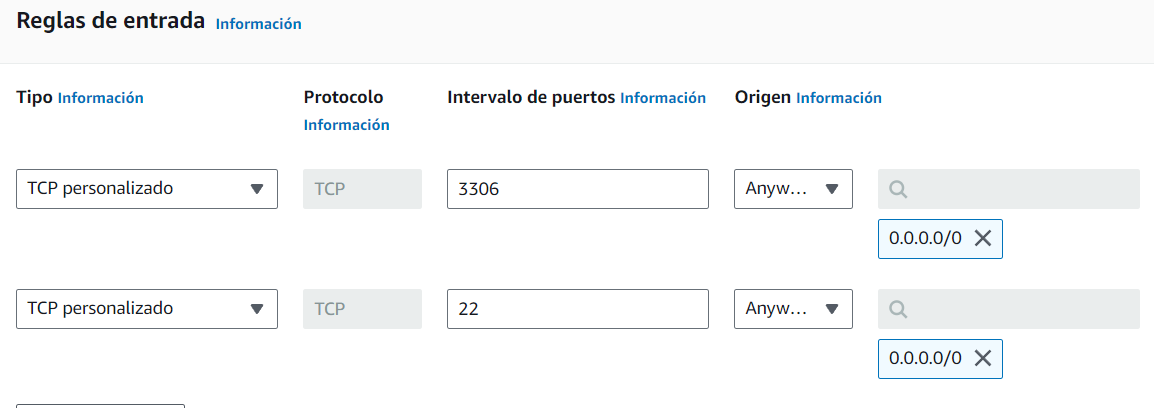 Reglas de entrada Información
Tipo Información Protocolo Información Intervalo de puertos Información Origen Información
TCP personalizado TCP 3306 Anyw...
0.0.0.0/0
TCP personalizado TCP 22 Anyw...
0.0.0.0/0